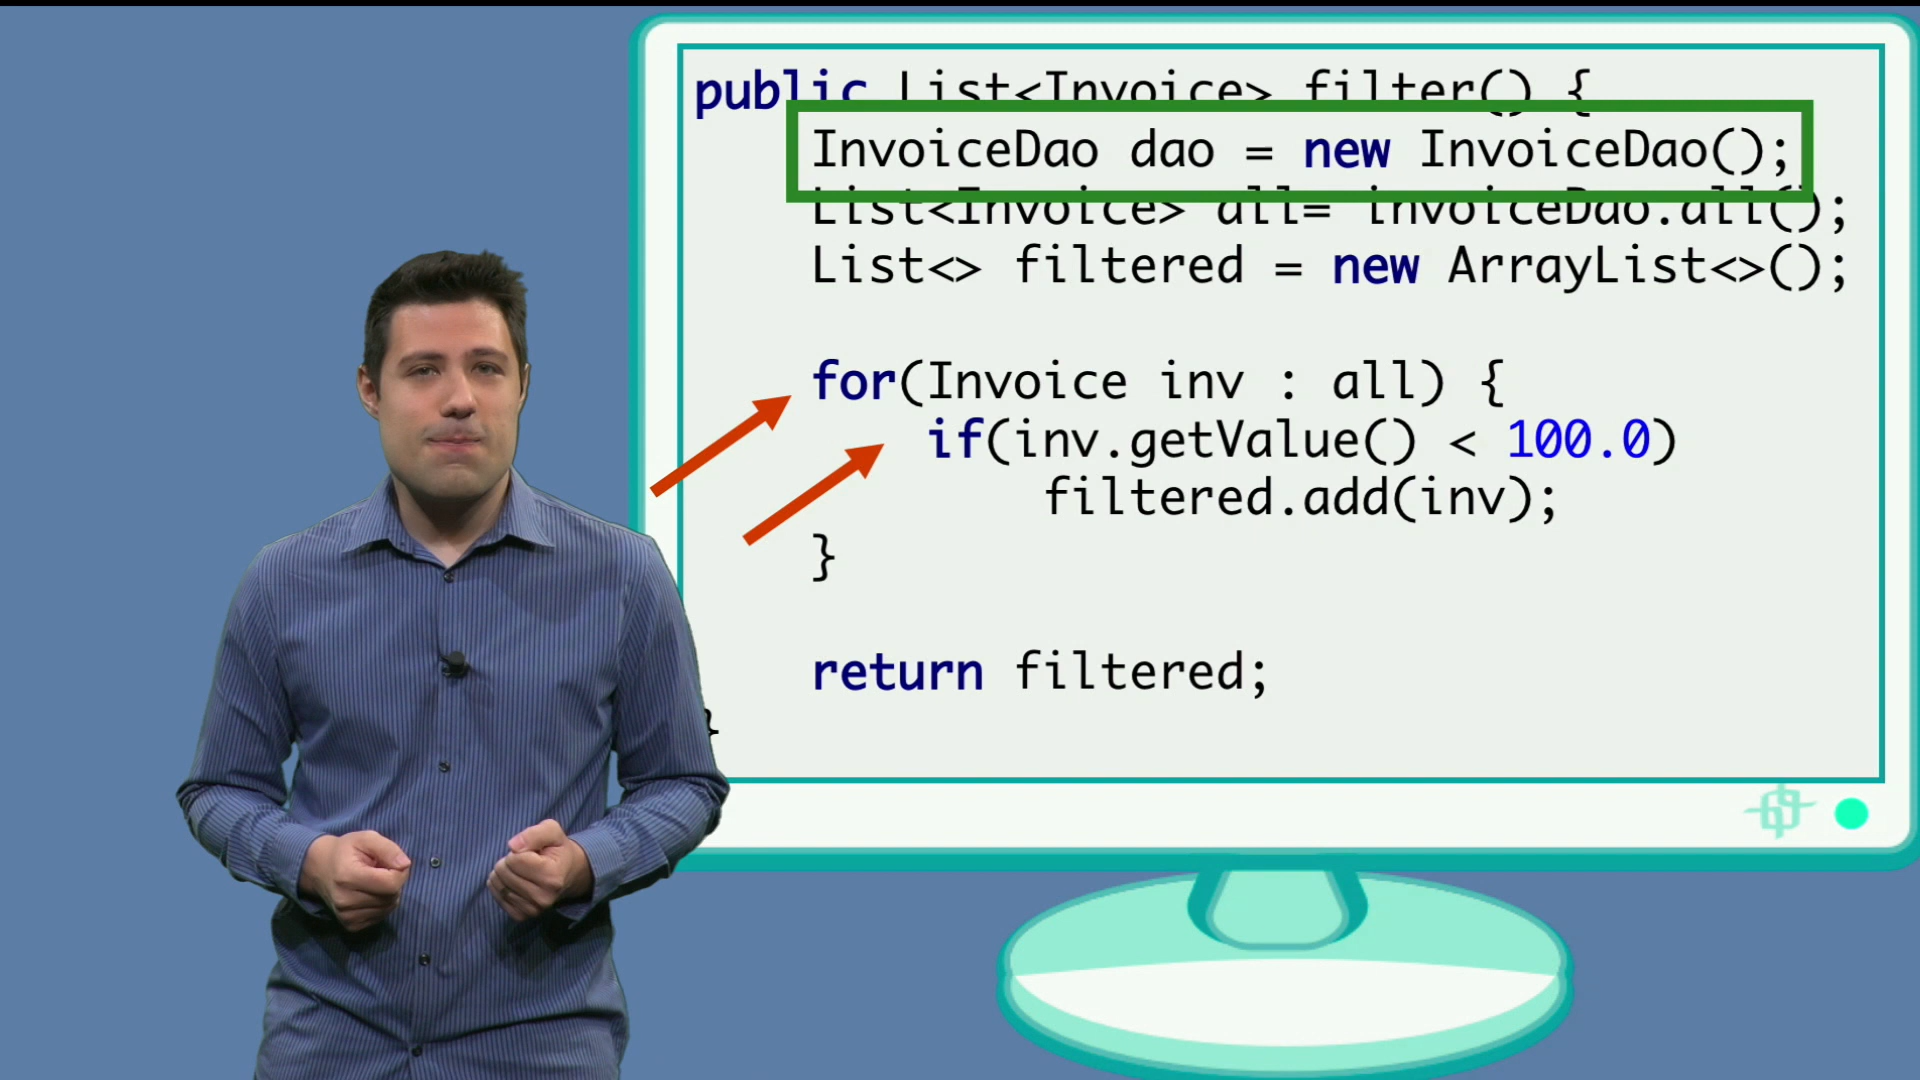 public List<Invoice> filter() {
InvoiceDao dao = new InvoiceDao();
List<Invoice> all= invoiceDao.all();
List<> filtered = new ArrayList<>();
for(Invoice inv : all) {
if(inv.getValue() < 100.0)
filtered.add(inv);
}
return filtered;
}